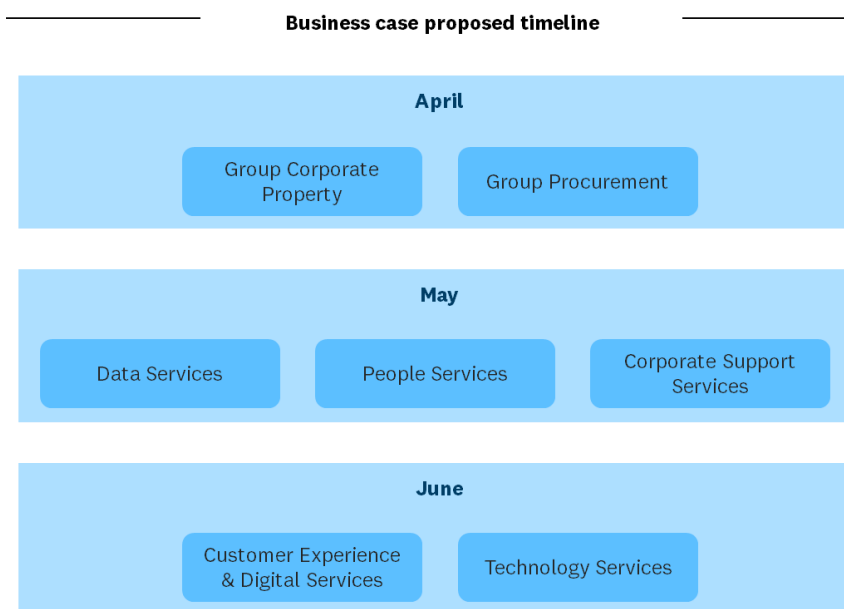 Business case proposed timeline
April
Group Corporate
Property
Group Procurement
May
Data Services
People Services
Corporate Support
Services
June
Customer Experience
& Digital Services
Technology Services